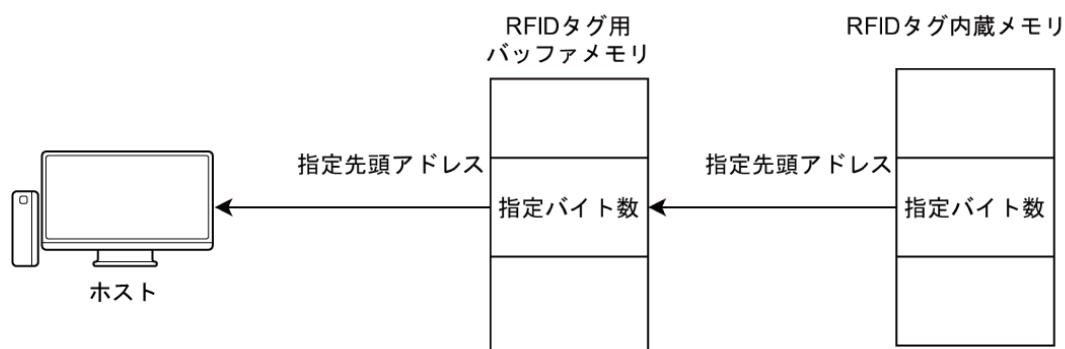 RFIDタグ用
バッファメモリ
RFIDタグ内蔵メモリ
指定先頭アドレス
指定先頭アドレス
指定バイト数
指定バイト数
ホスト